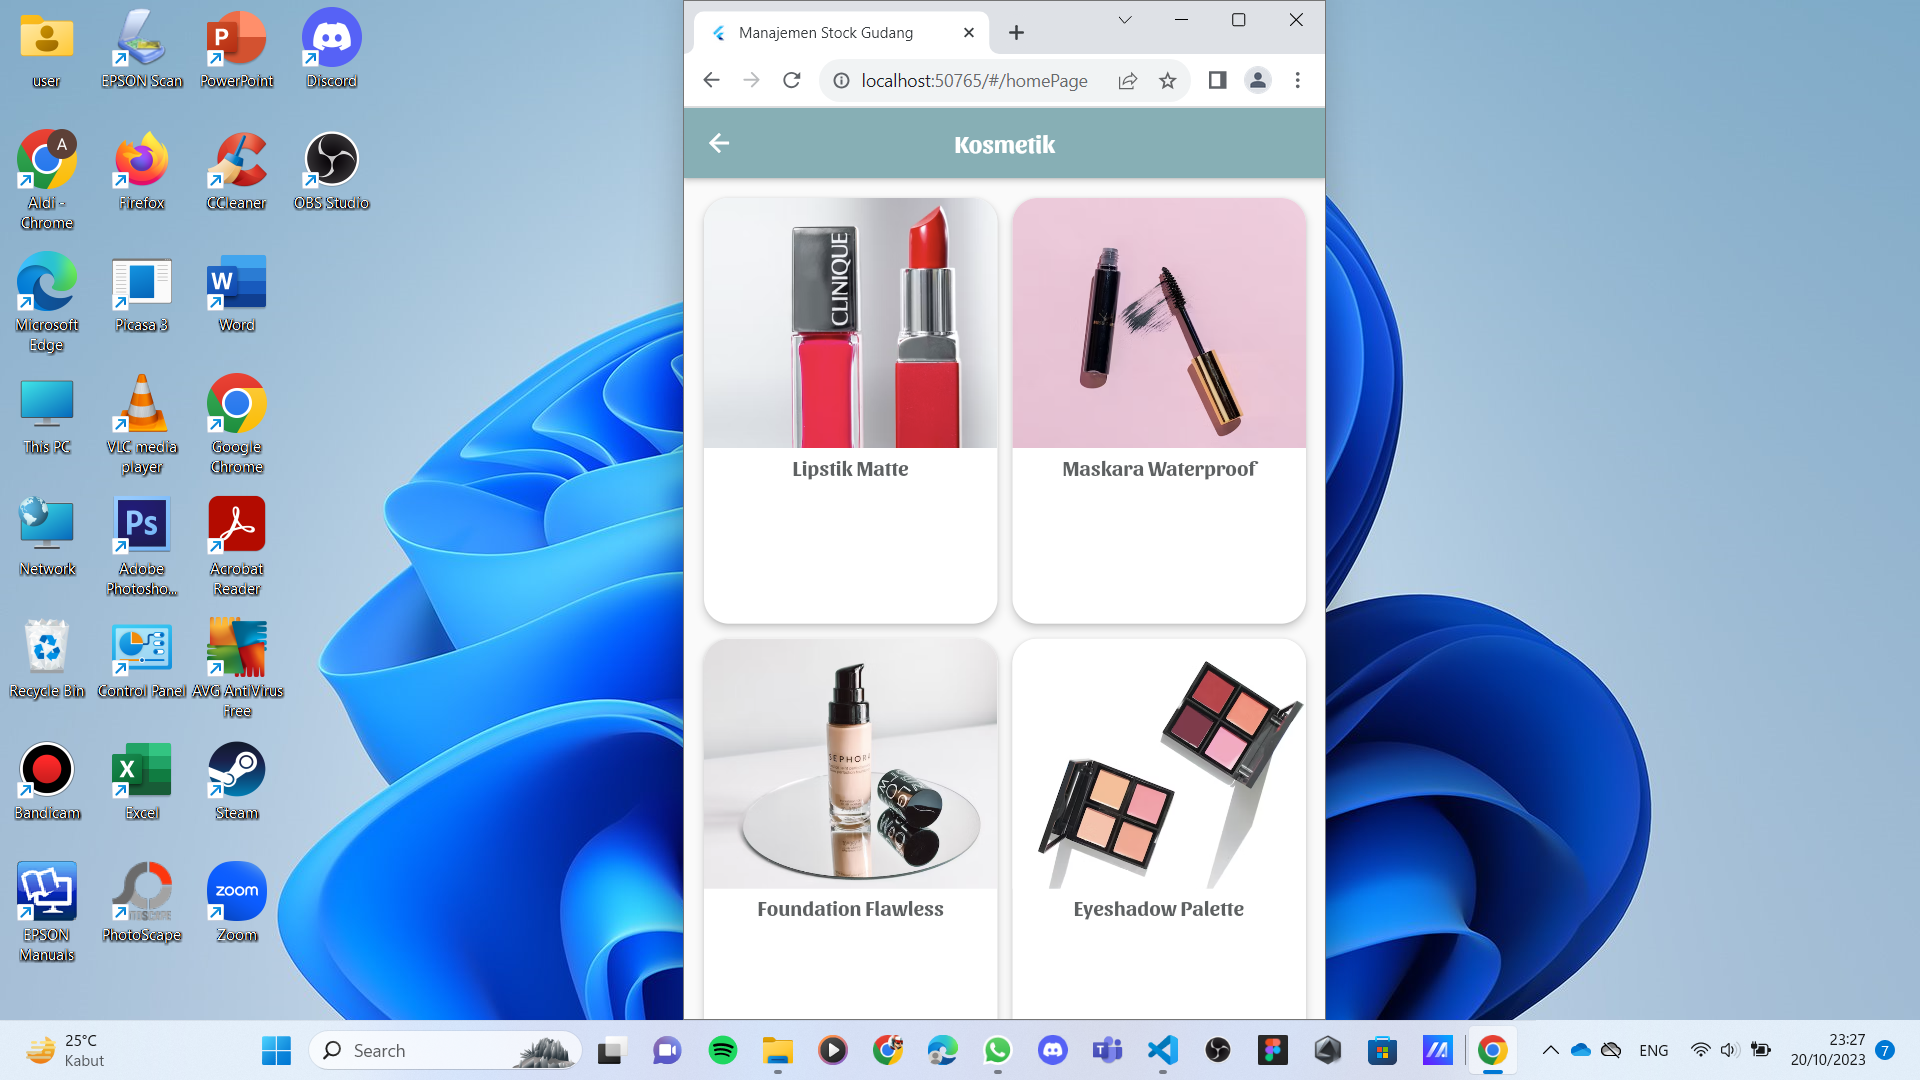 user
EPSON Scan
PowerPoint
Discord
Aldi -
Chrome
Firefox
CCleaner
OBS Studio
Microsoft
Edge
Picasa 3
Word
This PC
VLC media
player
Google
Chrome
Network
Adobe
Photosho...
Acrobat
Reader
Recycle Bin
Control Panel
AVG AntiVirus
Free
Bandicam
Excel
Steam
EPSON
Manuals
PhotoScape
Zoom
A
P
W
Ps
X
zoom
Manajemen Stock Gudang
localhost:50765/#/homePage
Kosmetik
CLINIQUE
Lipstik Matte
Maskara Waterproof
SEPHORA
Foundation Flawless
Eyeshadow Palette
25°C
Kabut
Search
ENG
23:27
20/10/2023
7